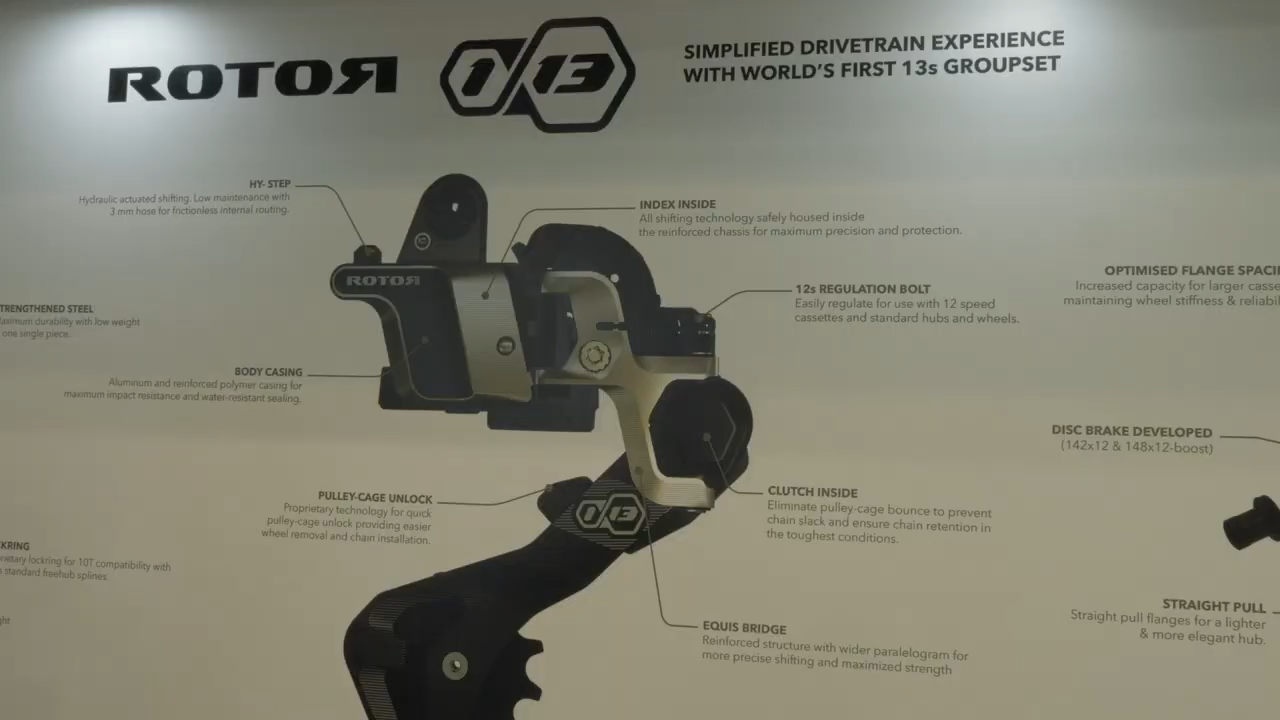 ROTOR
1/13
SIMPLIFIED DRIVETRAIN EXPERIENCE
WITH WORLD'S FIRST 13s GROUPSET
HY- STEP
Hydraulic actuated shifting. Low maintenance with
3 mm hose for frictionless internal routing.
INDEX INSIDE
All shifting technology safely housed inside
the reinforced chassis for maximum precision and protection.
ROTOR
12s REGULATION BOLT
Easily regulate for use with 12 speed
cassettes and standard hubs and wheels.
OPTIMISED FLANGE
Increased capacity for larger
maintaining wheel stiffness &
STEEL
durability with low weight
one single piece.
BODY CASING
Aluminum and reinforced polymer casing for
maximum impact resistance and water-resistant sealing.
DISC BRAKE DEVELOPED
(142x12 & 148x12-boost)
PULLEY-CAGE UNLOCK
Proprietary technology for quick
pulley-cage unlock providing easier
wheel removal and chain installation.
1/13
CLUTCH INSIDE
Eliminate pulley-cage bounce to prevent
chain slack and ensure chain retention in
the toughest conditions.
lockring for 10T compatibility with
standard freehub splines
EQUIS BRIDGE
Reinforced structure with wider paralelogram for
more precise shifting and maximized strength
STRAIGHT PULL
Straight pull flanges for a lighter
& more elegant hub.